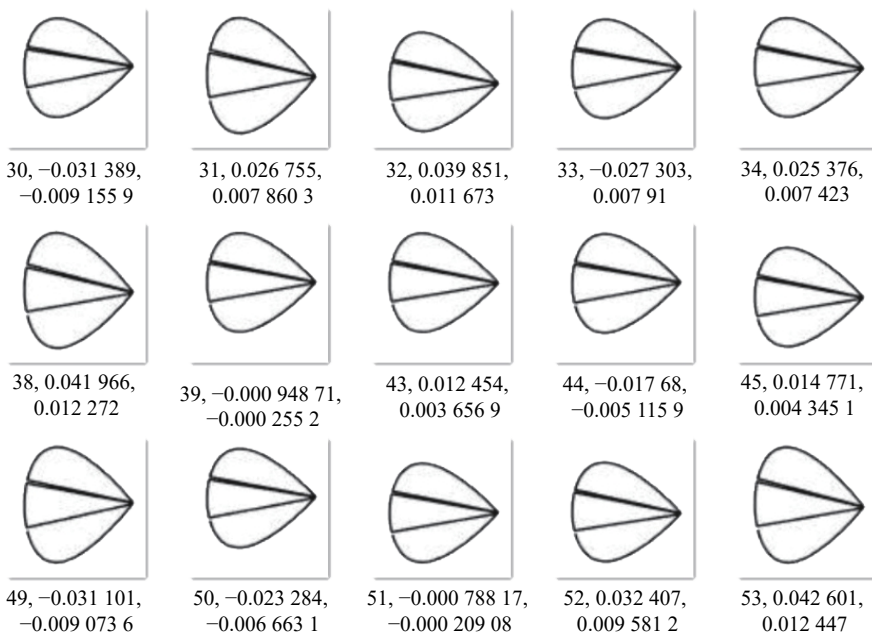 30, −0.031 389,
−0.009 155 9
31, 0.026 755,
0.007 860 3
32, 0.039 851,
0.011 673
33, −0.027 303,
0.007 91
34, 0.025 376,
0.007 423
38, 0.041 966,
0.012 272
39, −0.000 948 71,
−0.000 255 2
43, 0.012 454,
0.003 656 9
44, −0.017 68,
−0.005 115 9
45, 0.014 771,
0.004 345 1
49, −0.031 101,
−0.009 073 6
50, −0.023 284,
−0.006 663 1
51, −0.000 788 17,
−0.000 209 08
52, 0.032 407,
0.009 581 2
53, 0.042 601,
0.012 447